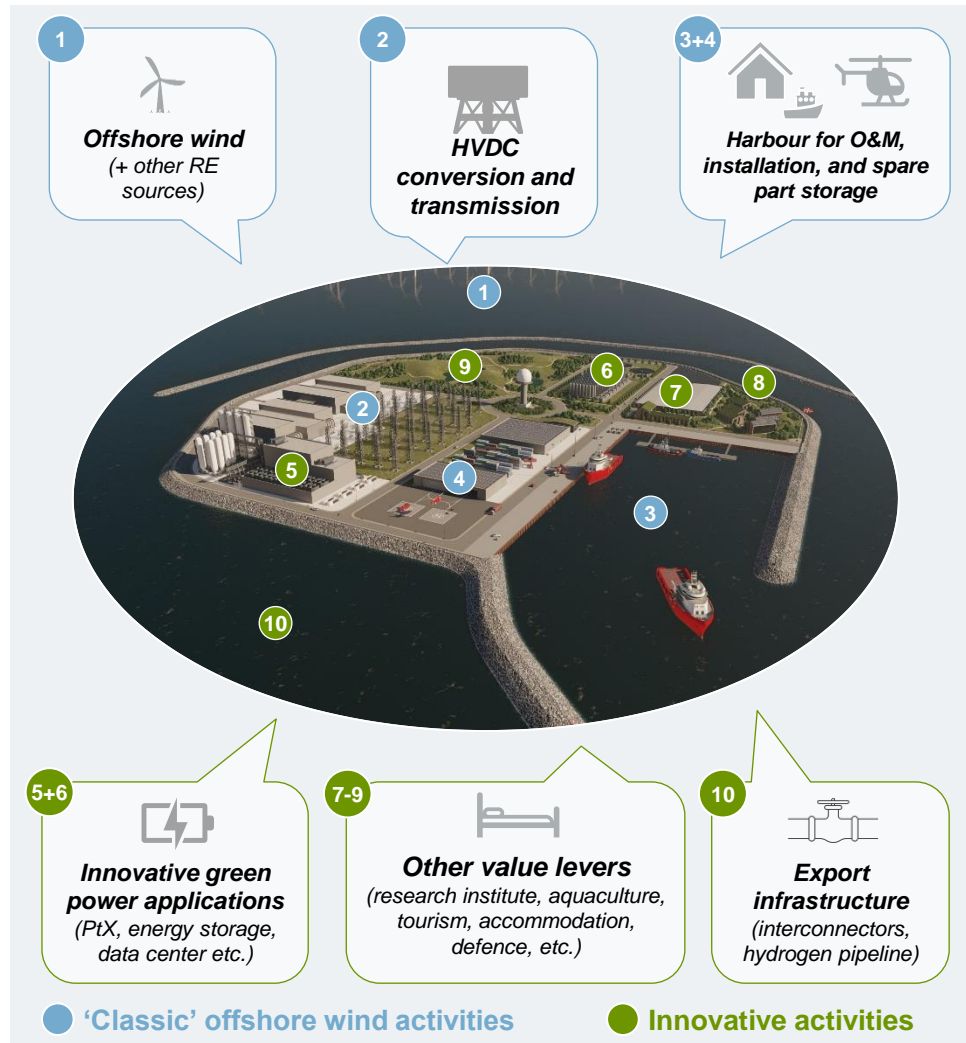 1
Offshore wind
(+ other RE
sources)
2
HVDC
conversion and
transmission
3+4
Harbour for O&M,
installation, and spare
part storage
1
9
6
7
8
2
5
4
3
10
5+6
Innovative green
power applications
(PtX, energy storage,
data center etc.)
7-9
Other value levers
(research institute, aquaculture,
tourism, accommodation,
defence, etc.)
10
Export
infrastructure
(interconnectors,
hydrogen pipeline)
‘Classic’ offshore wind activities
Innovative activities